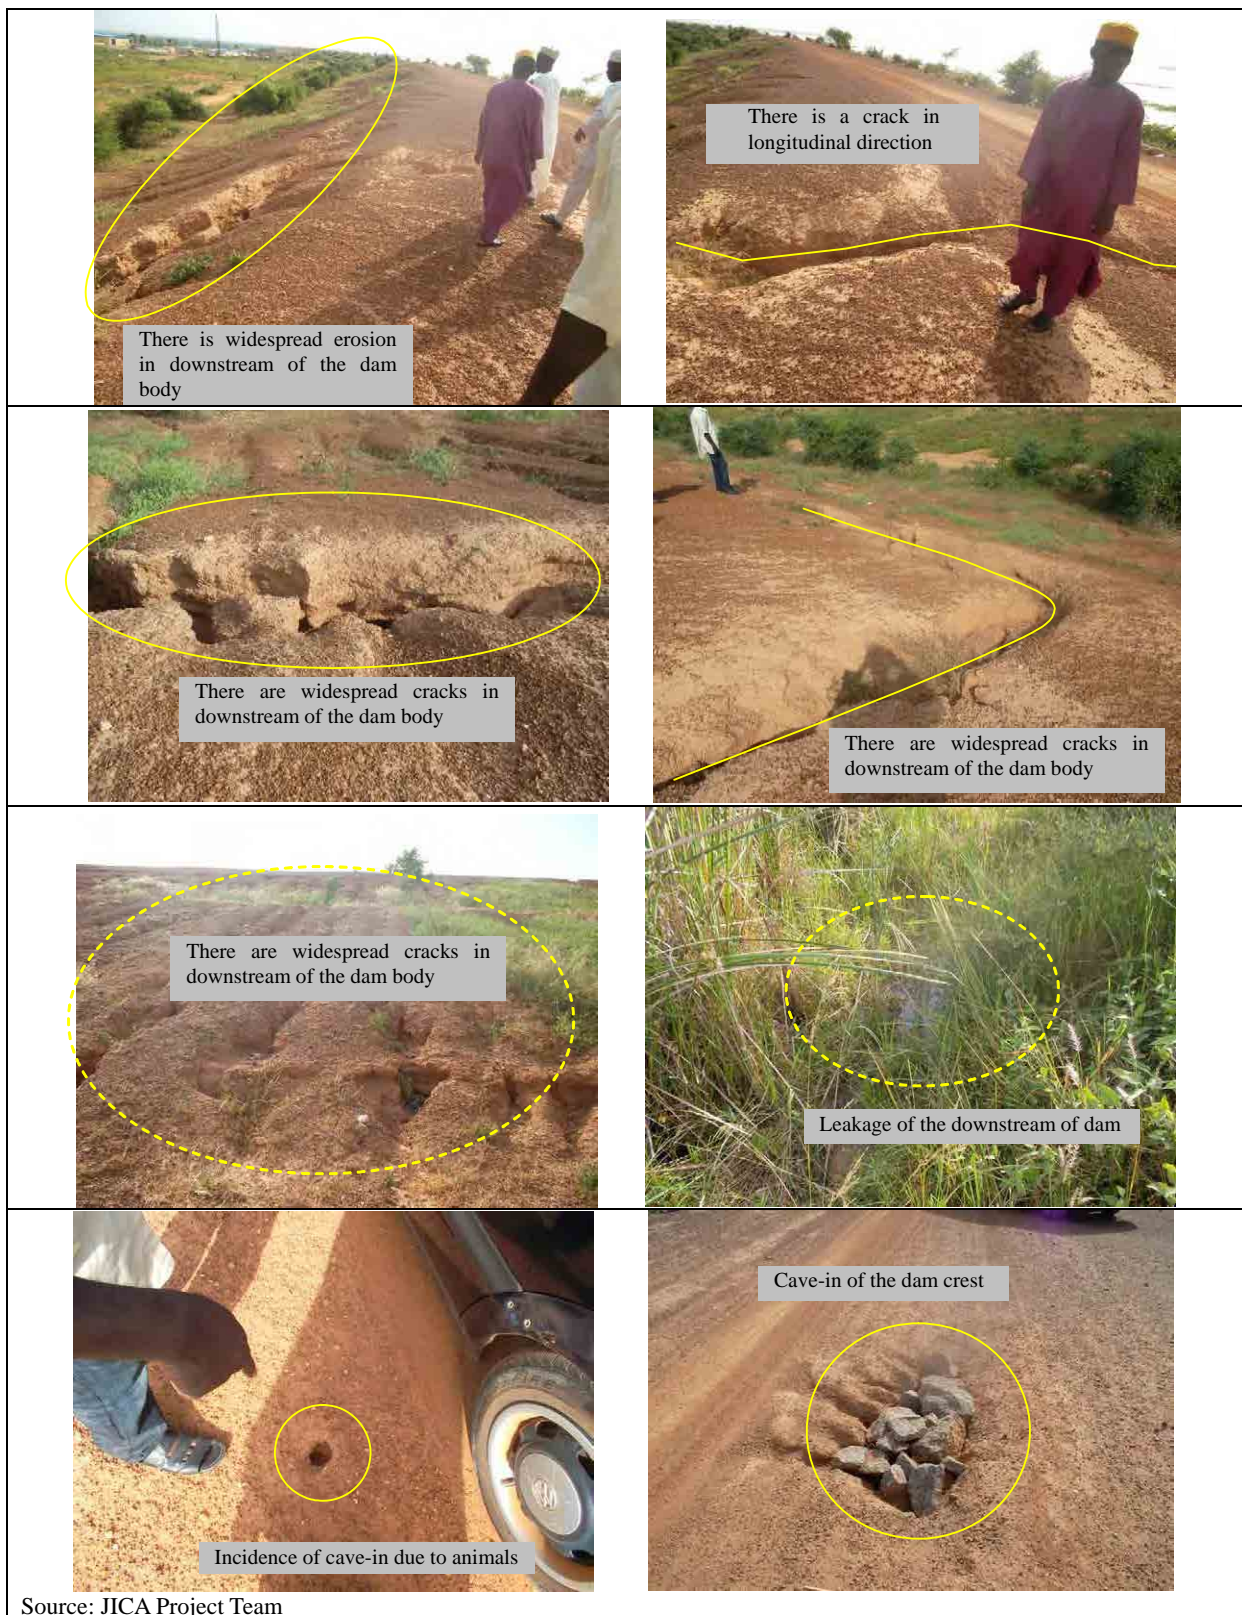 There is widespread erosion
in downstream of the dam
body
There is a crack in
longitudinal direction
There are widespread cracks in
downstream of the dam body
There are widespread cracks in
downstream of the dam body
There are widespread cracks in
downstream of the dam body
Leakage of the downstream of dam
Incidence of cave-in due to animals
Cave-in of the dam crest
Source: JICA Project Team